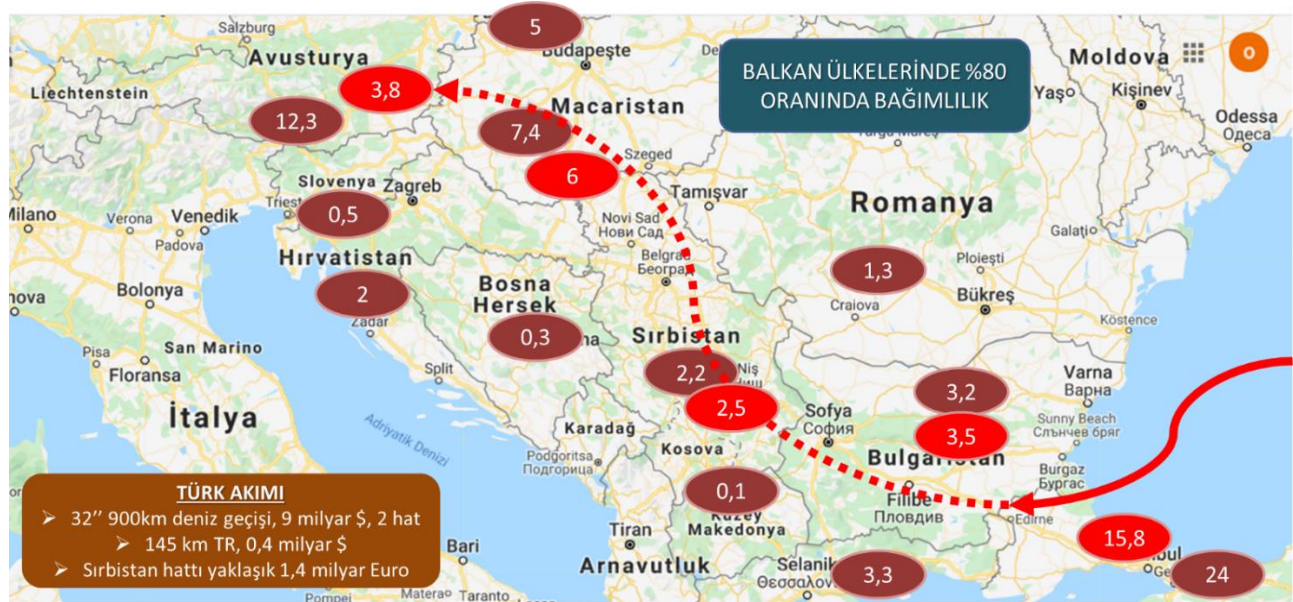 5
Salzburg
Budapeşte
Avusturya
Moldova
O
BALKAN ÜLKELERİNDE %80
ORANINDA BAĞIMLILIK
Liechtenstein
3,8
Macaristan
Yaşo
Kişinev
12,3
7,4
Odessa
Одеса
Szeged
6
Slovenya
Zagreb
Tamışvar
Romanya
Milano
Verona
Venedik
0,5
Padova
Novi Sad
Нови Сад
Galaţi
Hırvatistan
Belgrad
Београд
1,3
Ploieşti
Bolonya
2
Bosna
Hersek
Craiova
Bükreş
Zadar
0,3
Sırbistan
Köstence
Pisa
San Marino
Floransa
Split
2,2
Niş
Varna
Варна
3,2
2,5
Sofya
София
Sunny Beach
Слънчев бряг
İtalya
Adriyatik Denizi
Karadağ
3,5
Kosova
Bulgaristan
Burgaz
Бургас
Podgoritsa
Подгорица
TÜRK AKIMI
0,1
Filibe
Пловдив
➢ 32’’ 900km deniz geçişi, 9 milyar $, 2 hat
Kuzey
Makedonya
Edirne
➢ 145 km TR, 0,4 milyar $
Tiran
15,8
Bari
➢ Sırbistan hattı yaklaşık 1,4 milyar Euro
Arnavutluk
Selanik
3,3
24
Pompei
Matera
Taranto